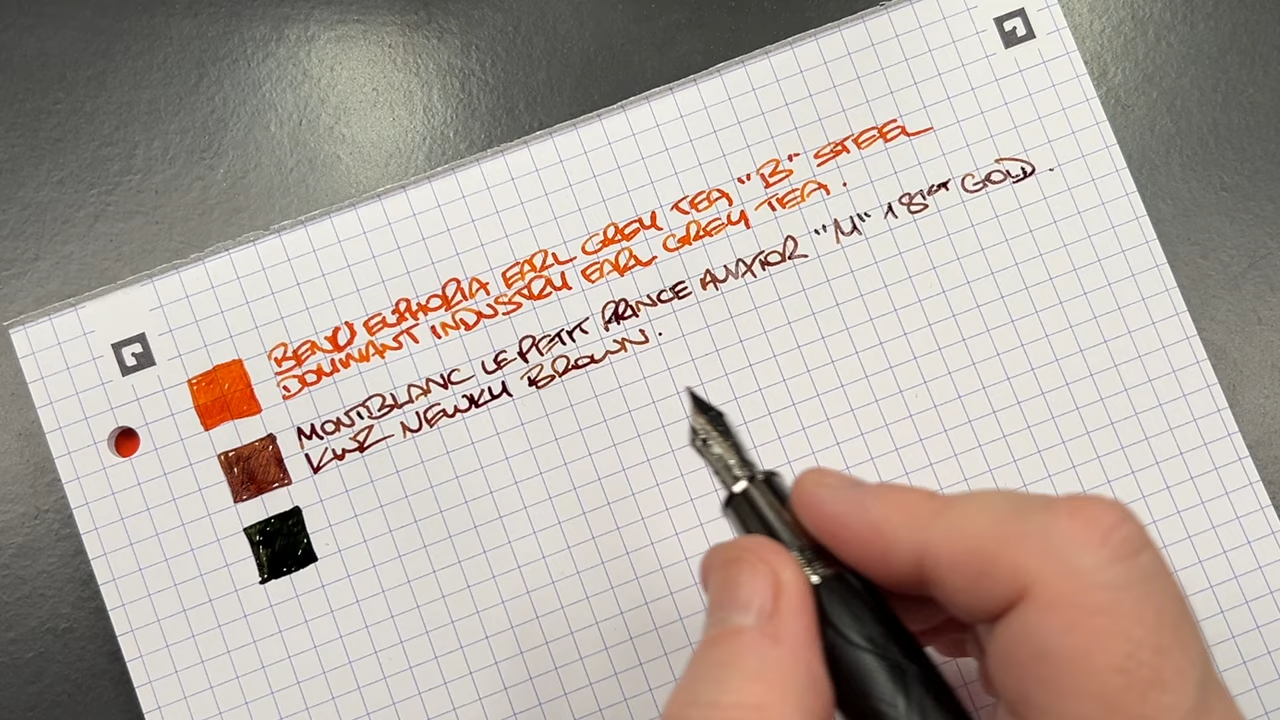 BENU EUPHORIA EARL GREY TEA "B" STEEL
DOMINANT INDUSTRY EARL GREY TEA.
MONTBLANC LE PETIT PRINCE AVIATOR "M" 18KT GOLD.
KWZ NEWKY BROWN.